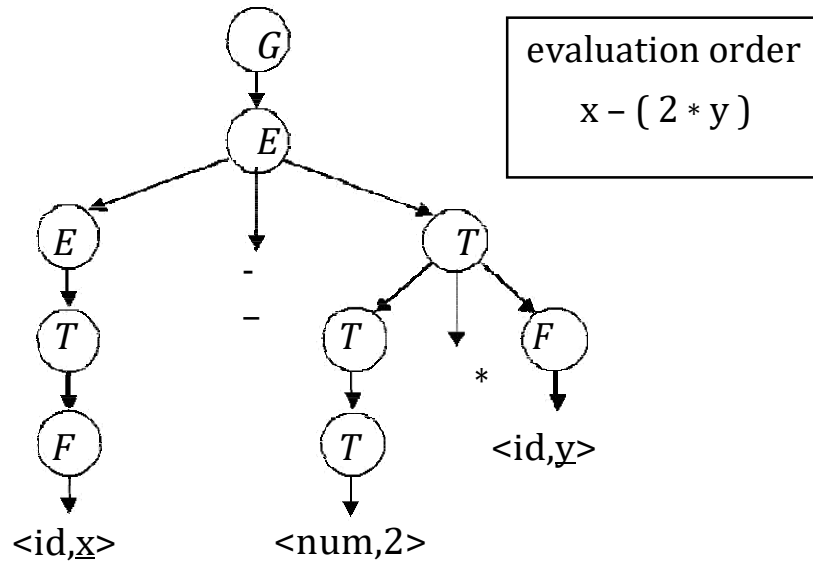 G
evaluation order
x – ( 2 * y )
E
E
T
-
–
T
T
F
*
F
T
<id,y>
<id,x>
<num,2>